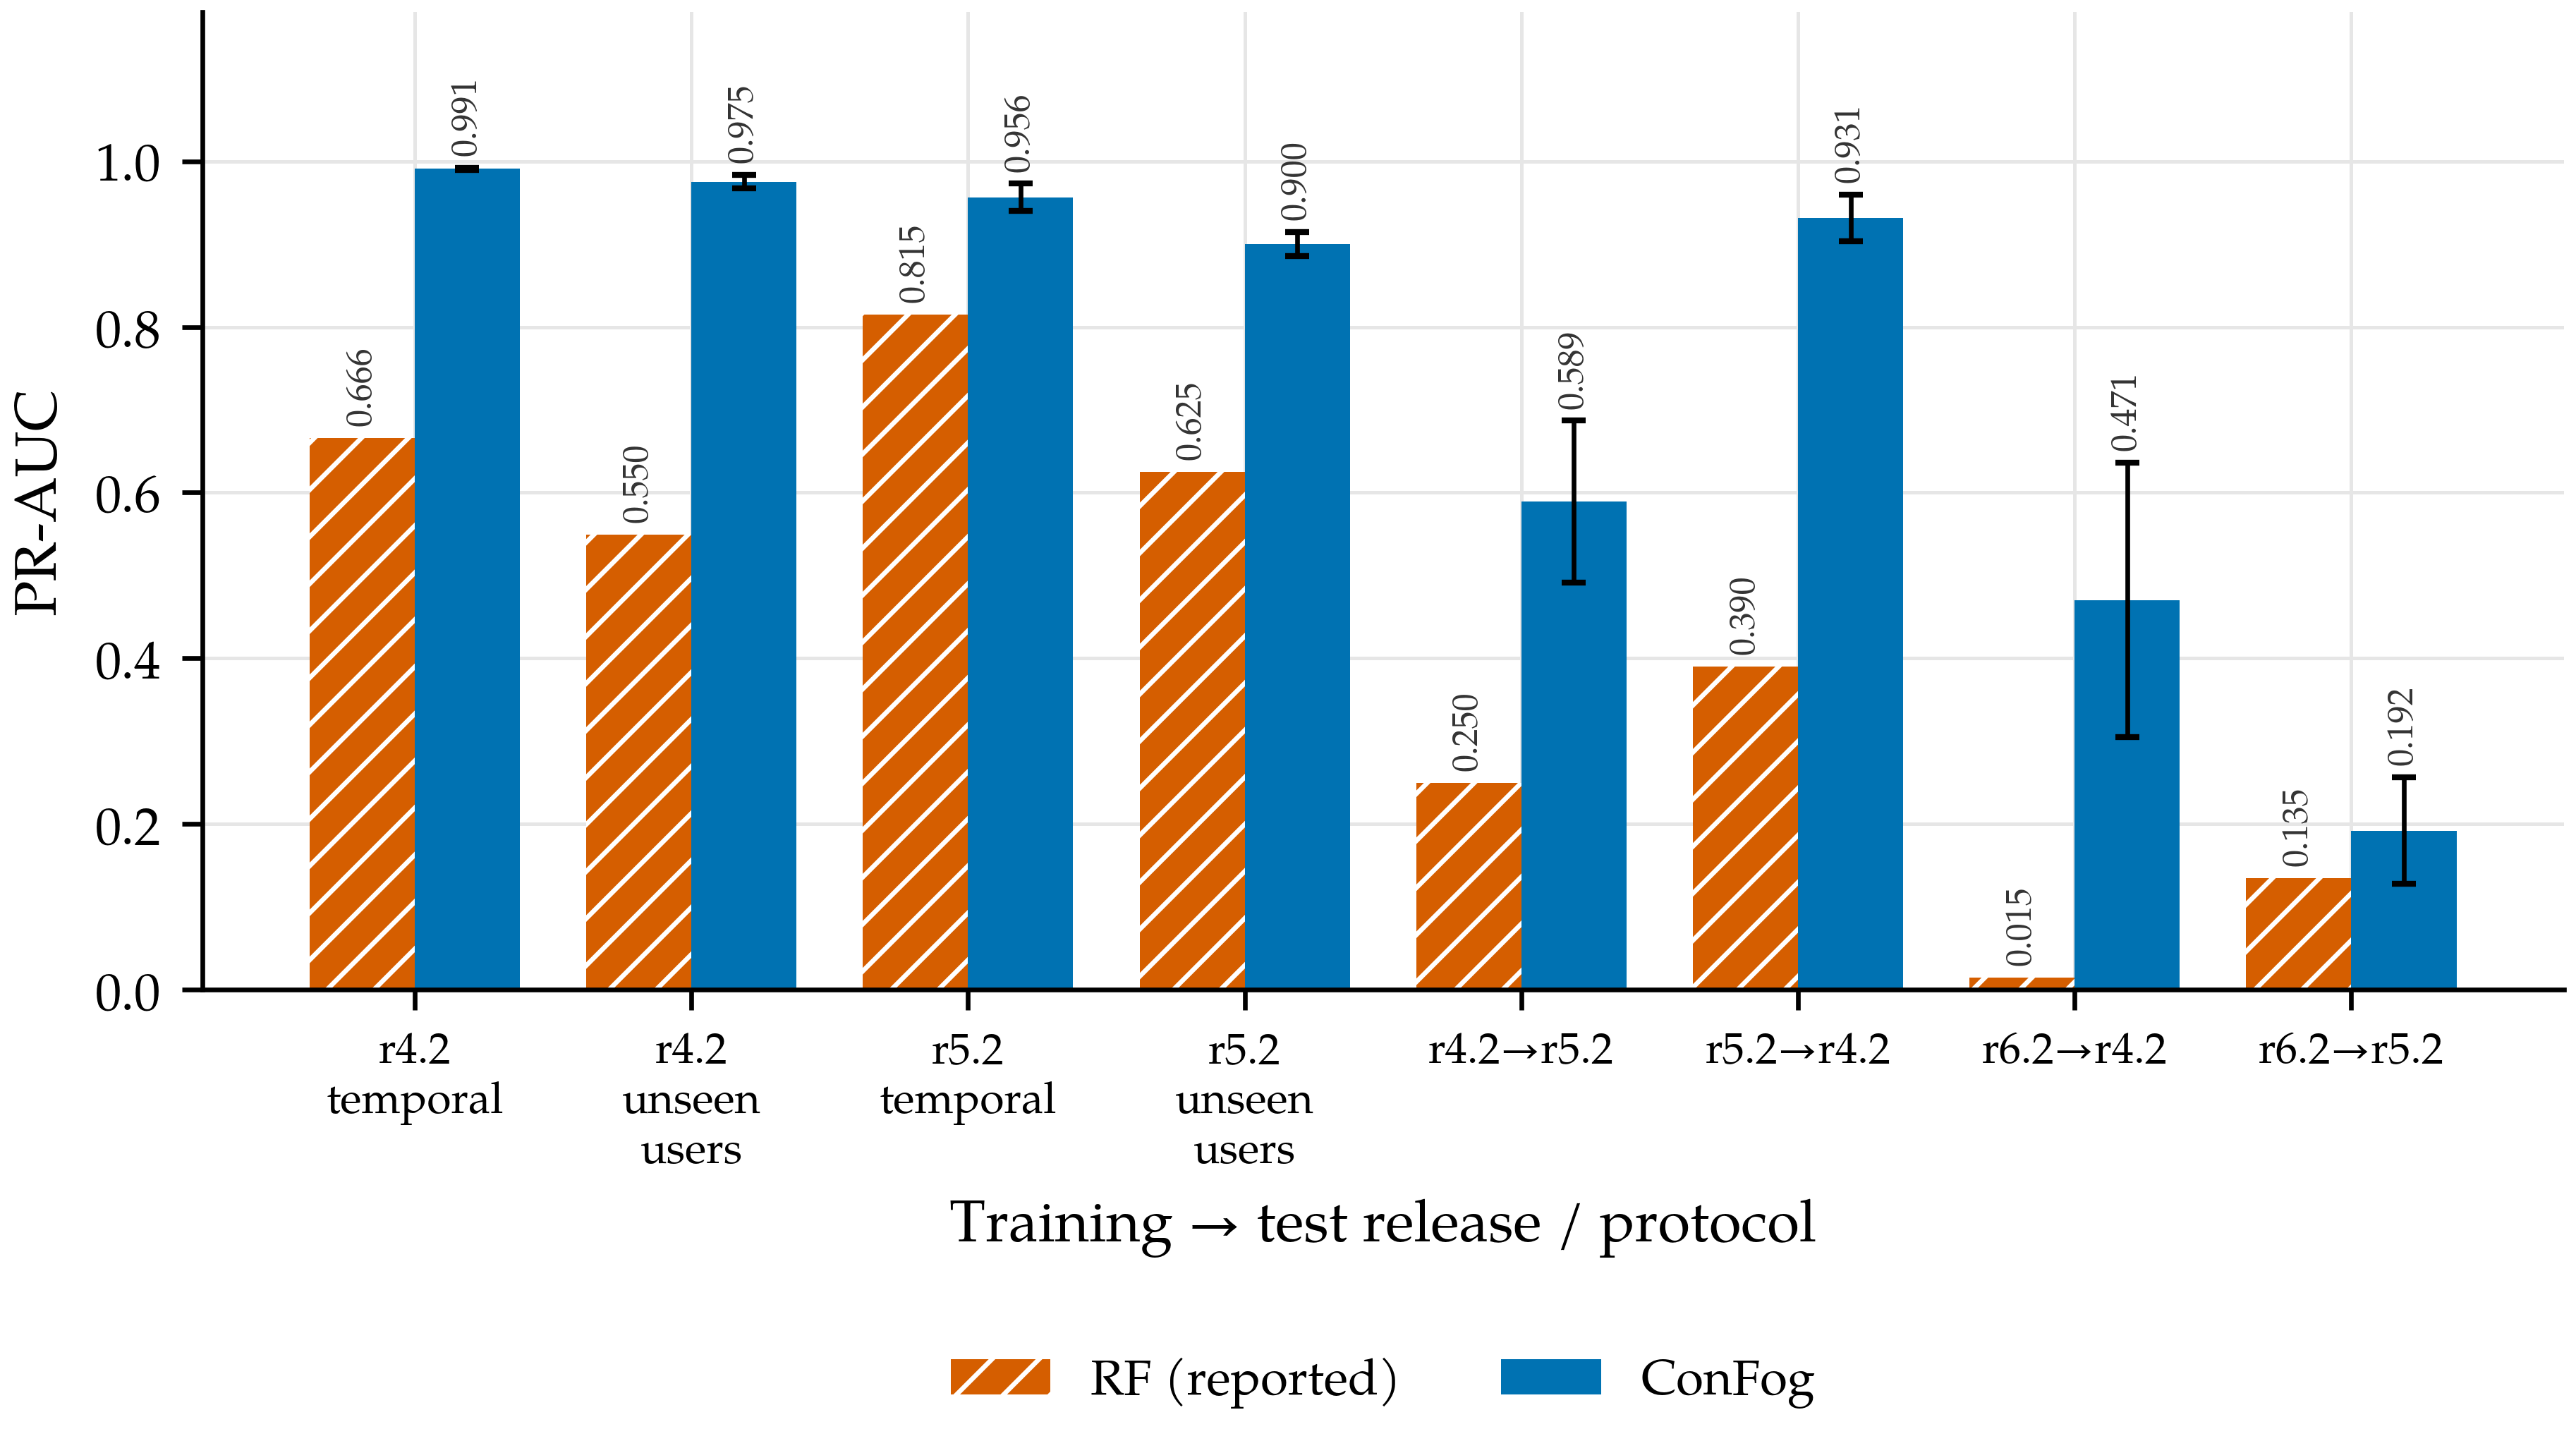 PR-AUC
1.0
0.8
0.6
0.4
0.2
0.0
0.666
0.991
0.550
0.975
0.815
0.956
0.625
0.900
0.250
0.589
0.390
0.931
0.015
0.471
0.135
0.192
r4.2
temporal
r4.2
unseen
users
r5.2
temporal
r5.2
unseen
users
r4.2→r5.2
r5.2→r4.2
r6.2→r4.2
r6.2→r5.2
Training → test release / protocol
RF (reported)
ConFog